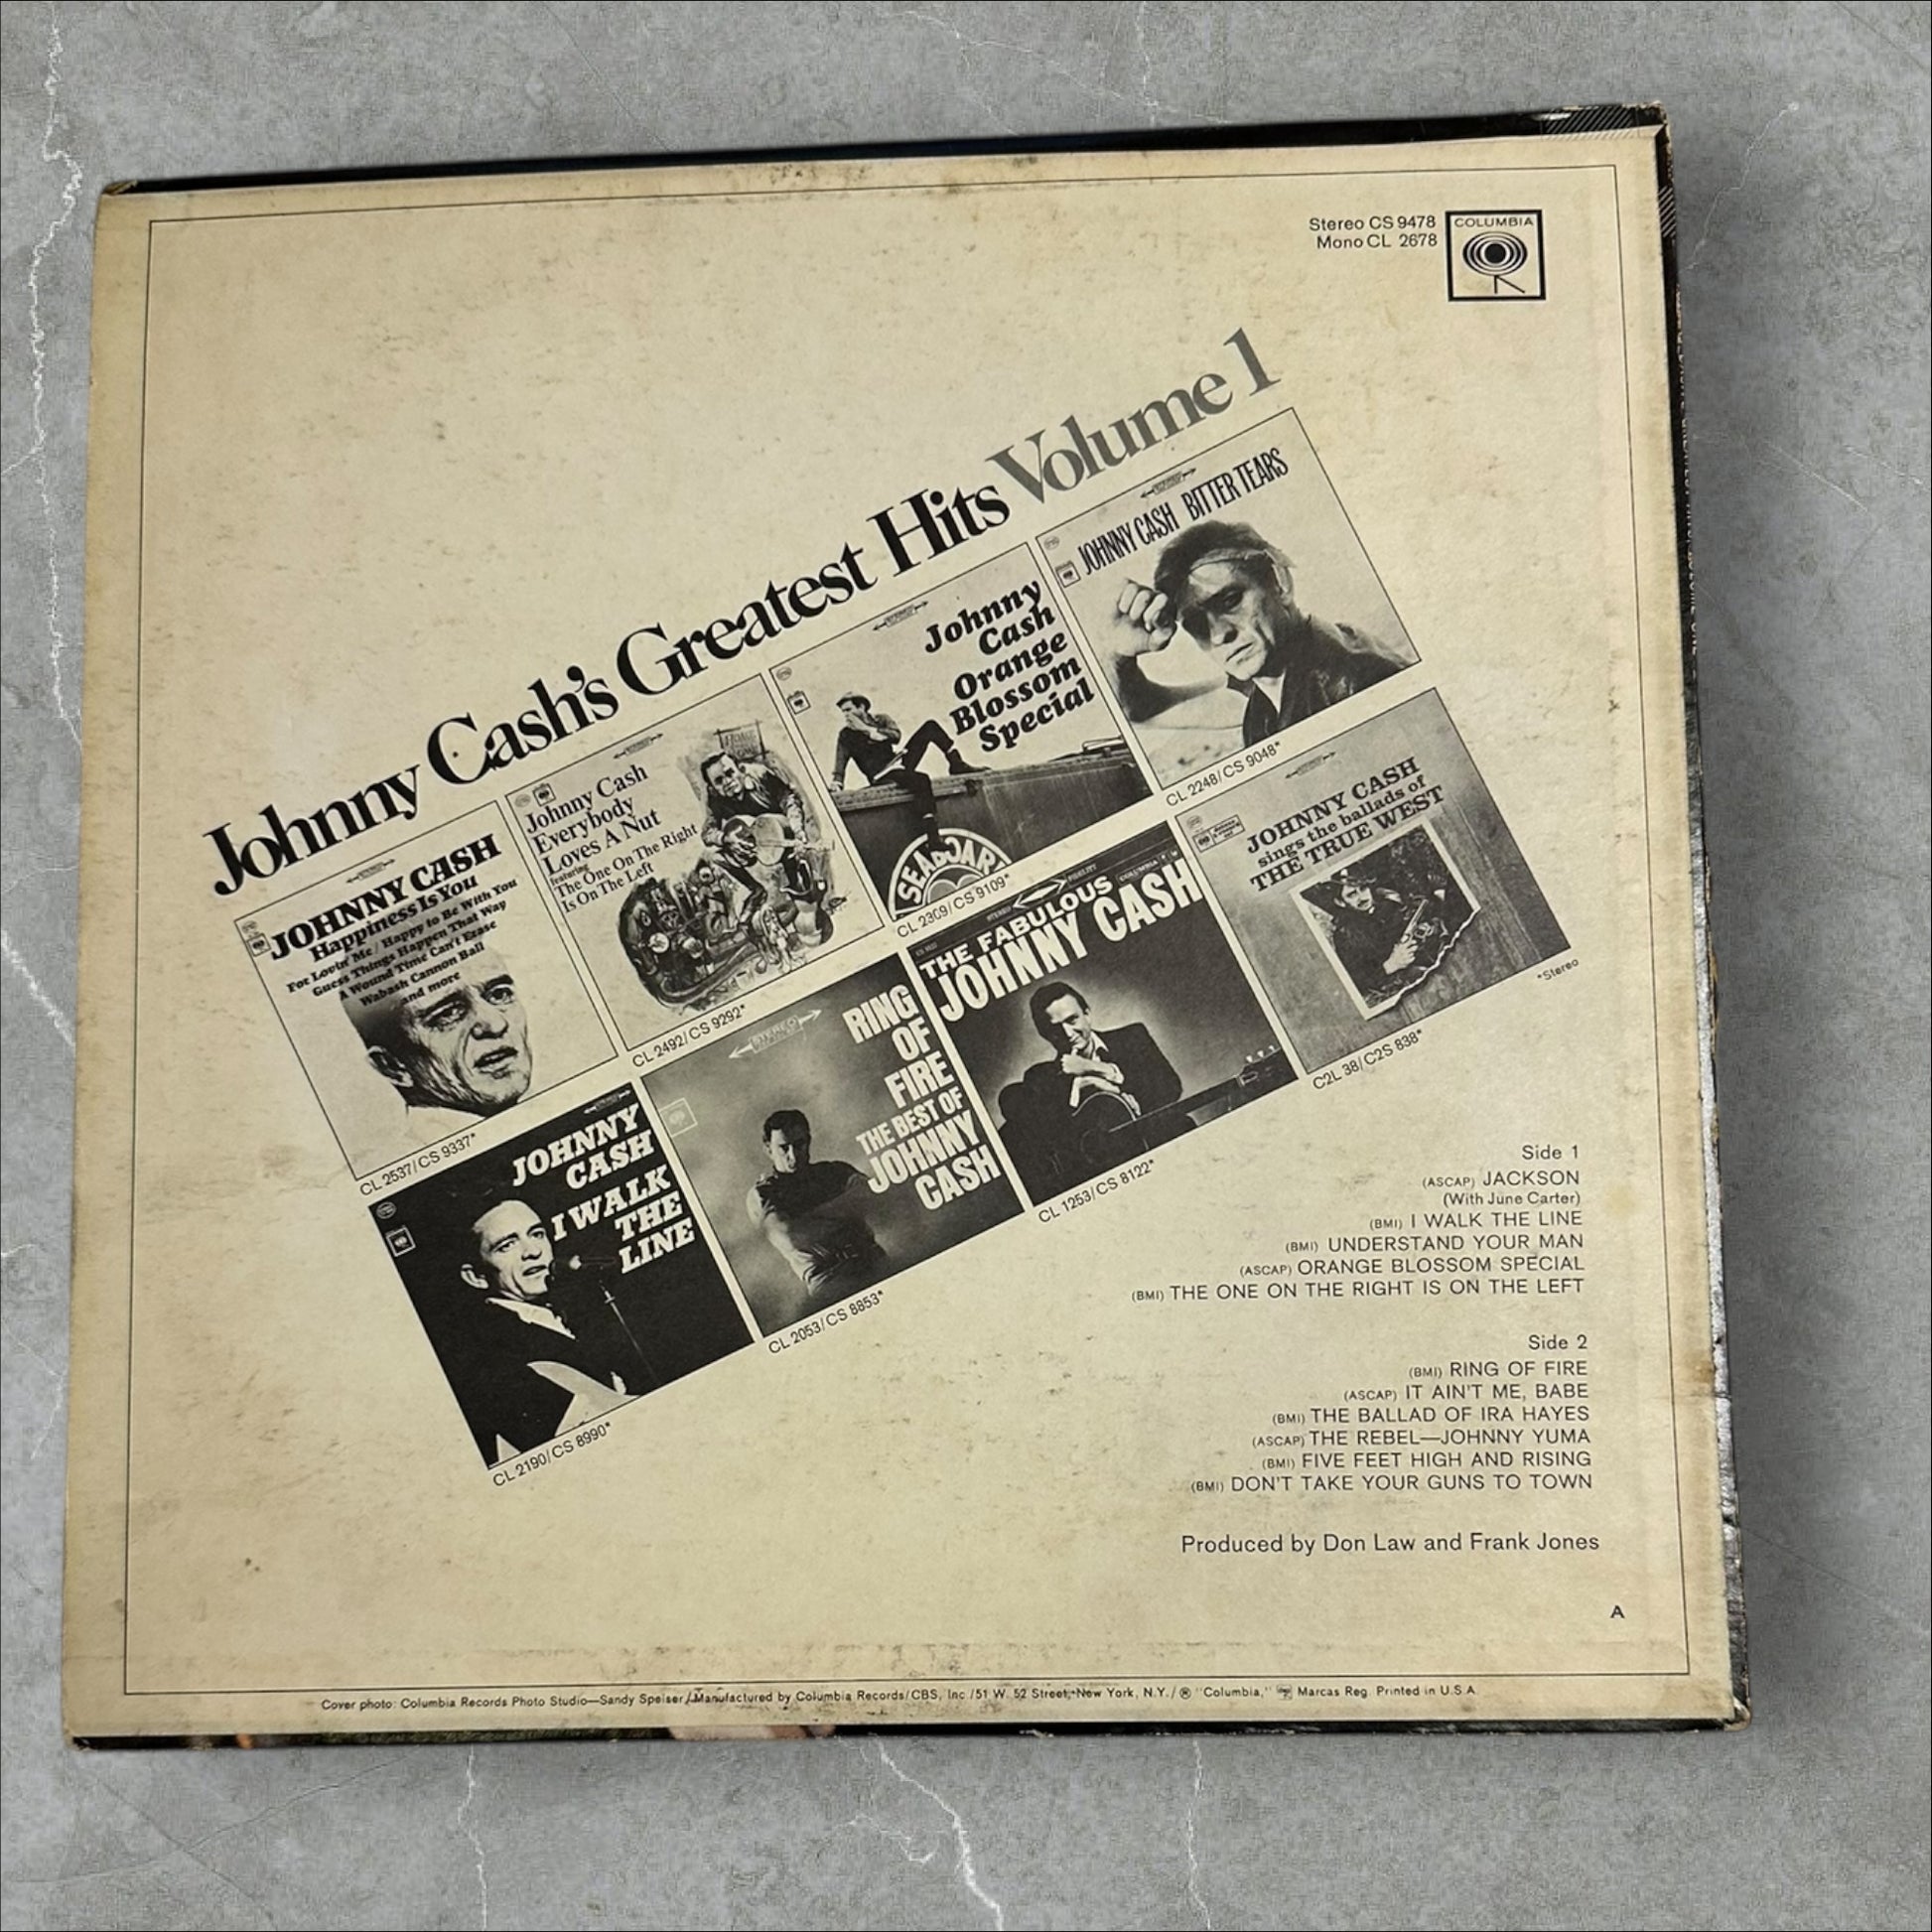 Stereo CS 9478
Mono CL 2678
COLUMBIA
Johnny Cash's Greatest Hits Volume 1
JOHNNY CASH
Happiness Is You
For Lovin' Me / Happy to Be With You
Guess Things Happen That Way
A Wound Time Can't Erase
Wabash Cannon Ball
and more
CL 2537/CS 9337*
Johnny Cash
Everybody
Loves A Nut
featuring
The One On The Right
Is On The Left
CL 2492/CS 9292*
Johnny
Cash
Orange
Blossom
Special
CL 2309/CS 9109*
JOHNNY CASH BITTER TEARS
CL 2248/CS 9048*
JOHNNY
CASH
I WALK
THE
LINE
CL 2190/CS 8990*
STEREO
RING
OF
FIRE
THE BEST OF
JOHNNY
CASH
CL 2053/CS 8853*
THE FABULOUS
JOHNNY CASH
CL 1253/CS 8122*
JOHNNY CASH
sings the ballads of
THE TRUE WEST
C2L 38/C2S 838*
*Stereo
Side 1
(ASCAP) JACKSON
(With June Carter)
(BMI) I WALK THE LINE
(BMI) UNDERSTAND YOUR MAN
(ASCAP) ORANGE BLOSSOM SPECIAL
(BMI) THE ONE ON THE RIGHT IS ON THE LEFT
Side 2
(BMI) RING OF FIRE
(ASCAP) IT AIN'T ME, BABE
(BMI) THE BALLAD OF IRA HAYES
(ASCAP) THE REBEL—JOHNNY YUMA
(BMI) FIVE FEET HIGH AND RISING
(BMI) DON'T TAKE YOUR GUNS TO TOWN
Produced by Don Law and Frank Jones
A
Cover photo: Columbia Records Photo Studio—Sandy Speiser/Manufactured by Columbia Records/CBS, Inc./51 W. 52 Street, New York, N.Y./® "Columbia," Marcas Reg. Printed in U.S.A.